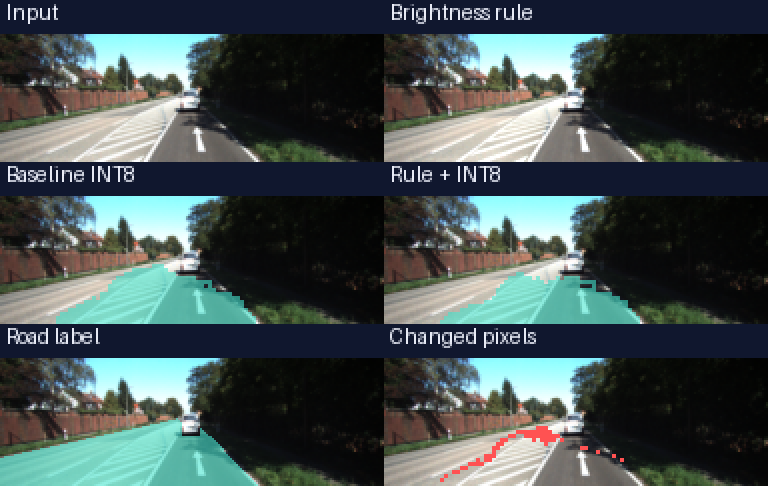 Input
Brightness rule
Baseline INT8
Rule + INT8
Road label
Changed pixels